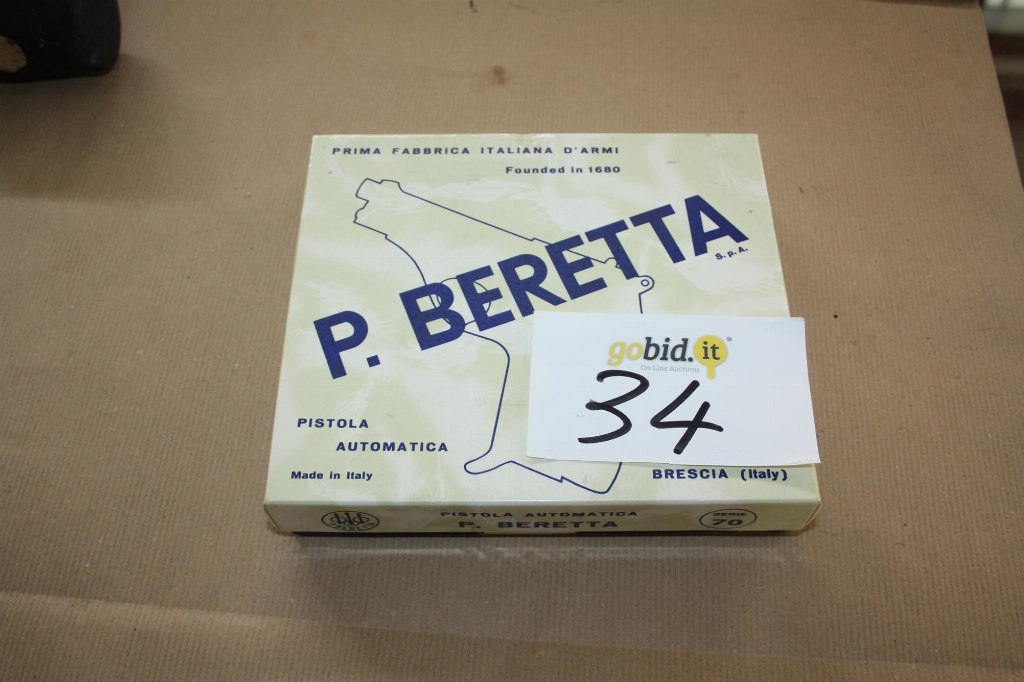 PRIMA FABBRICA ITALIANA D'ARMI
Founded in 1680
P. BERETTA
S.p.A.
gobid.it®
On-Line Auctions
34
PISTOLA
AUTOMATICA
Made in Italy
BRESCIA (Italy)
PISTOLA AUTOMATICA
P. BERETTA
SERIE
70
BERETTA